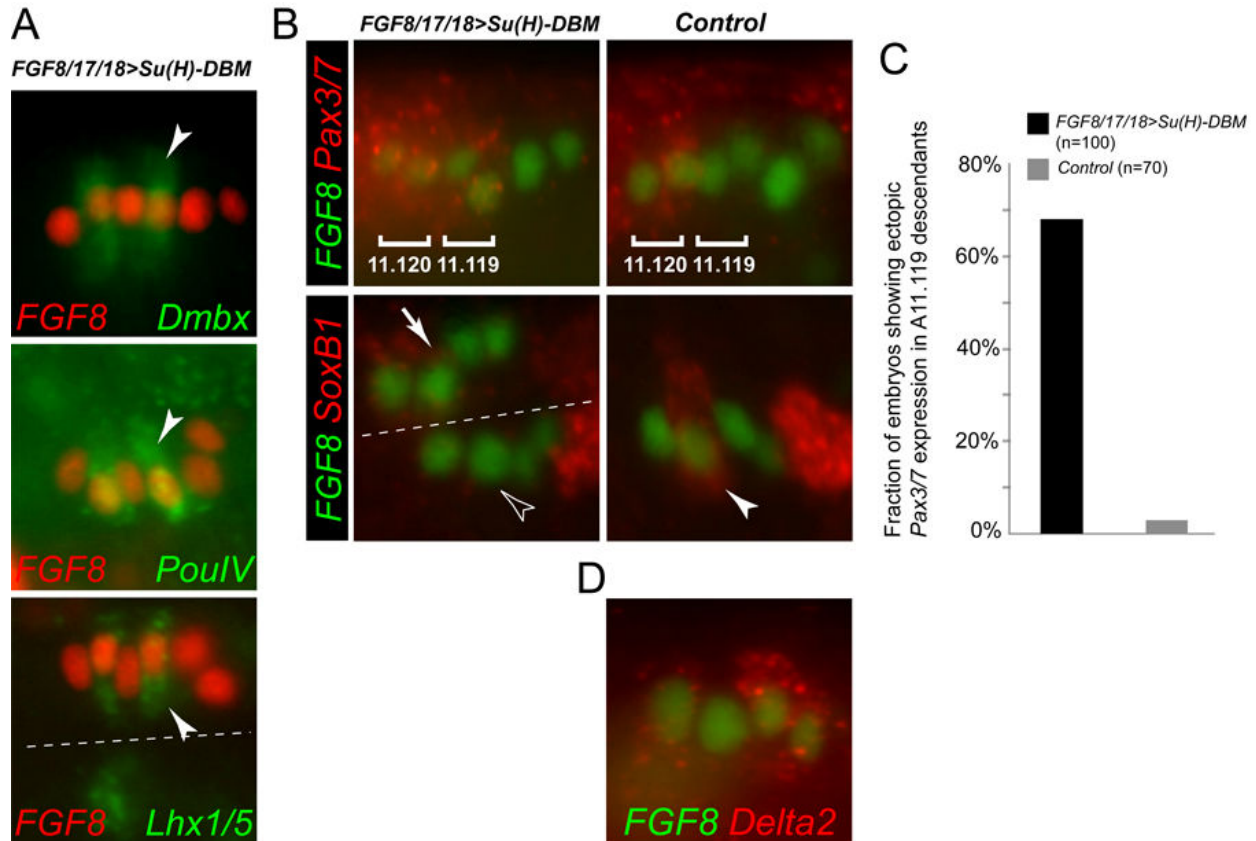 A
FGF8/17/18>Su(H)-DBM
FGF8 Dmbx
FGF8 PouIV
FGF8 Lhx1/5
B
FGF8/17/18>Su(H)-DBM Control
FGF8 Pax3/7
11.120 11.119
11.120 11.119
FGF8 SoxB1
C
FGF8/17/18>Su(H)-DBM
(n=100)
Control (n=70)
Fraction of embryos showing ectopic
Pax3/7 expression in A11.119 descendants
80%
60%
40%
20%
0%
D
FGF8 Delta2